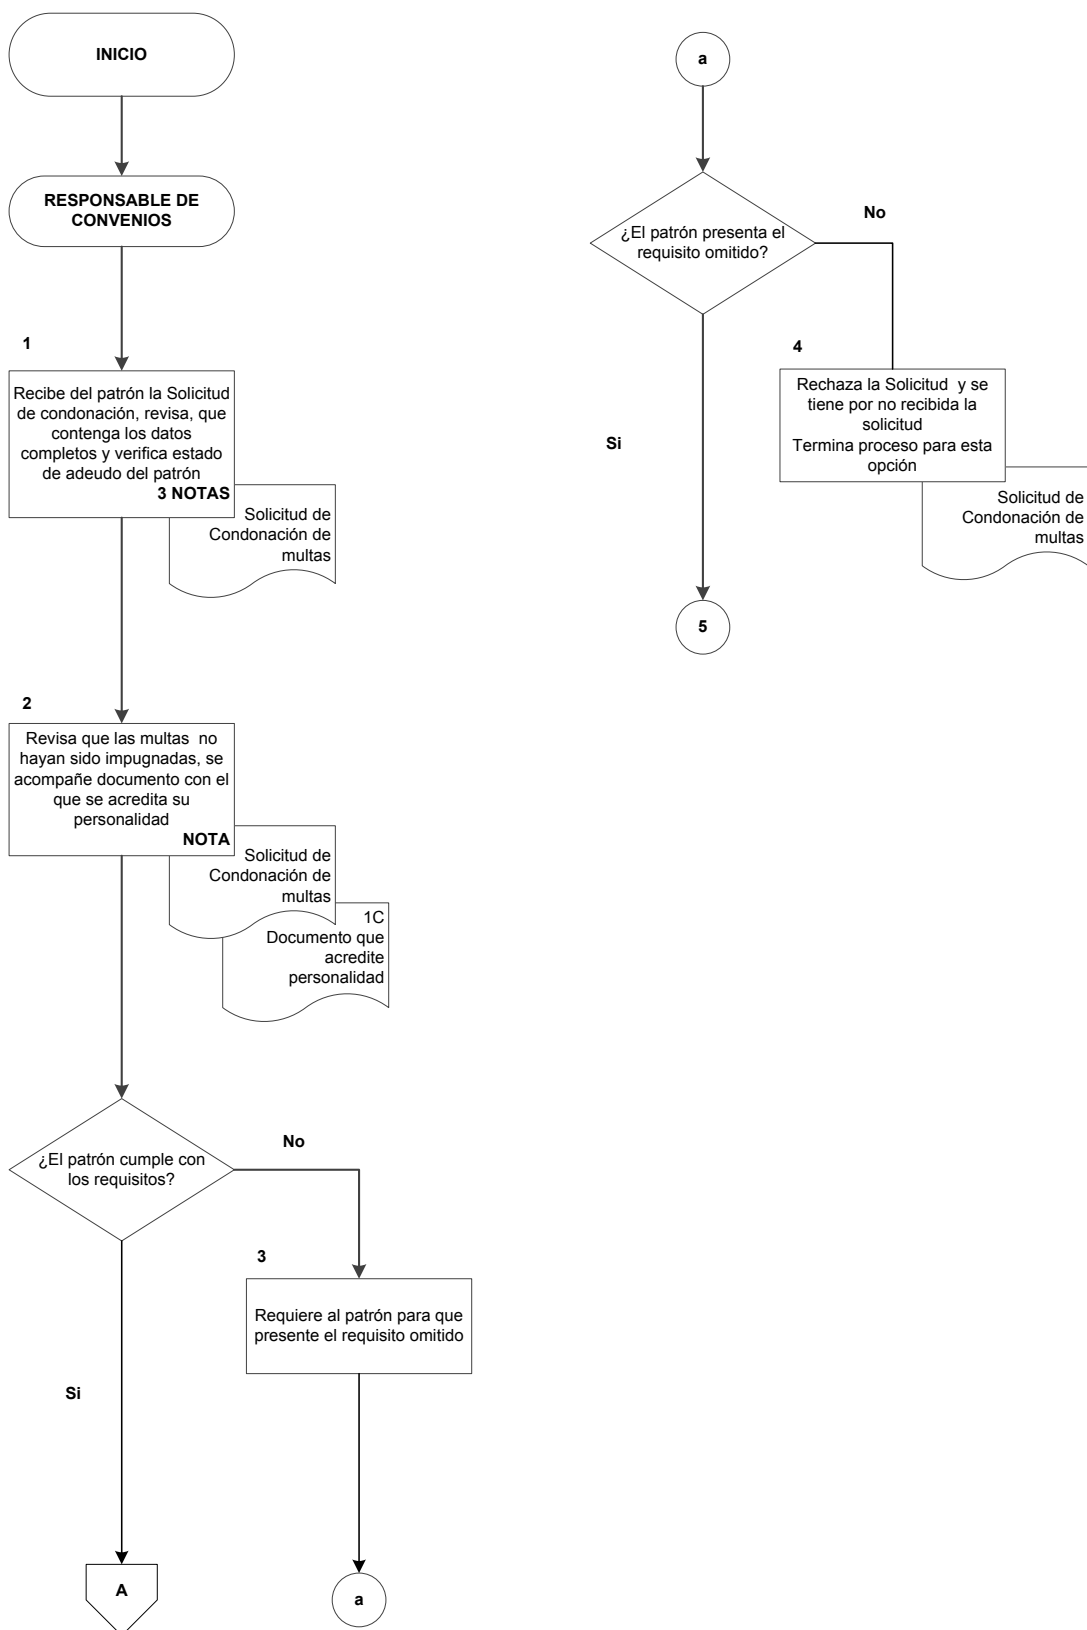 INICIO
RESPONSABLE DE
CONVENIOS
1
Recibe del patrón la Solicitud
de condonación, revisa, que
contenga los datos
completos y verifica estado
de adeudo del patrón
3 NOTAS
Solicitud de
Condonación de
multas
2
Revisa que las multas no
hayan sido impugnadas, se
acompañe documento con el
que se acredita su
personalidad
NOTA
Solicitud de
Condonación de
multas
1C
Documento que
acredite
personalidad
¿El patrón cumple con
los requisitos?
No
3
Requiere al patrón para que
presente el requisito omitido
Si
A
a
a
¿El patrón presenta el
requisito omitido?
No
4
Rechaza la Solicitud y se
tiene por no recibida la
solicitud
Termina proceso para esta
opción
Solicitud de
Condonación de
multas
Si
5